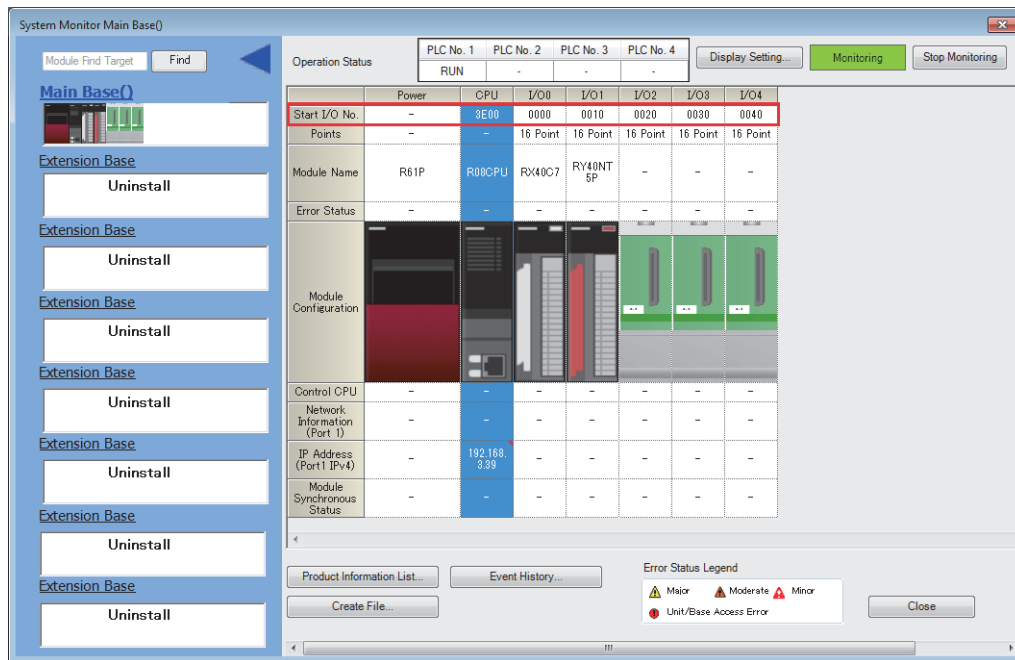 System Monitor Main Base()
Module Find Target Find
Main Base()
Extension Base
Uninstall
Extension Base
Uninstall
Extension Base
Uninstall
Extension Base
Uninstall
Extension Base
Uninstall
Extension Base
Uninstall
Extension Base
Uninstall
Operation Status
PLC No. 1 PLC No. 2 PLC No. 3 PLC No. 4
RUN - - -
Display Setting... Monitoring Stop Monitoring
Power CPU I/O0 I/O1 I/O2 I/O3 I/O4
Start I/O No. - 3E00 0000 0010 0020 0030 0040
Points - - 16 Point 16 Point 16 Point 16 Point 16 Point
Module Name R61P R08CPU RX40C7 RY40NT - - -
5P
Error Status - - - - - - -
Module
Configuration
Control CPU - - - - - - -
Network
Information - - - - - - -
(Port 1)
IP Address - 192.168. - - - - -
(Port1 IPv4) 3.39
Module
Synchronous - - - - - - -
Status
Product Information List... Event History...
Create File...
Error Status Legend
Major Moderate Minor
Unit/Base Access Error
Close